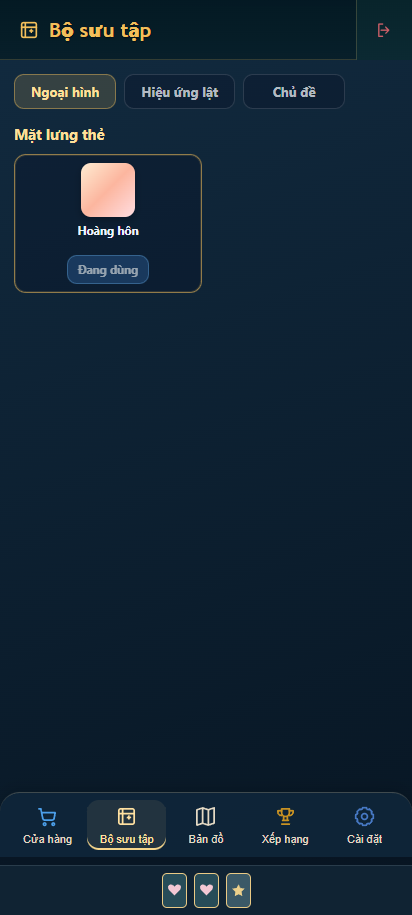 Bộ sưu tập
Ngoại hình
Hiệu ứng lật
Chủ đề
Mặt lưng thẻ
Hoàng hôn
Đang dùng
Cửa hàng
Bộ sưu tập
Bản đồ
Xếp hạng
Cài đặt